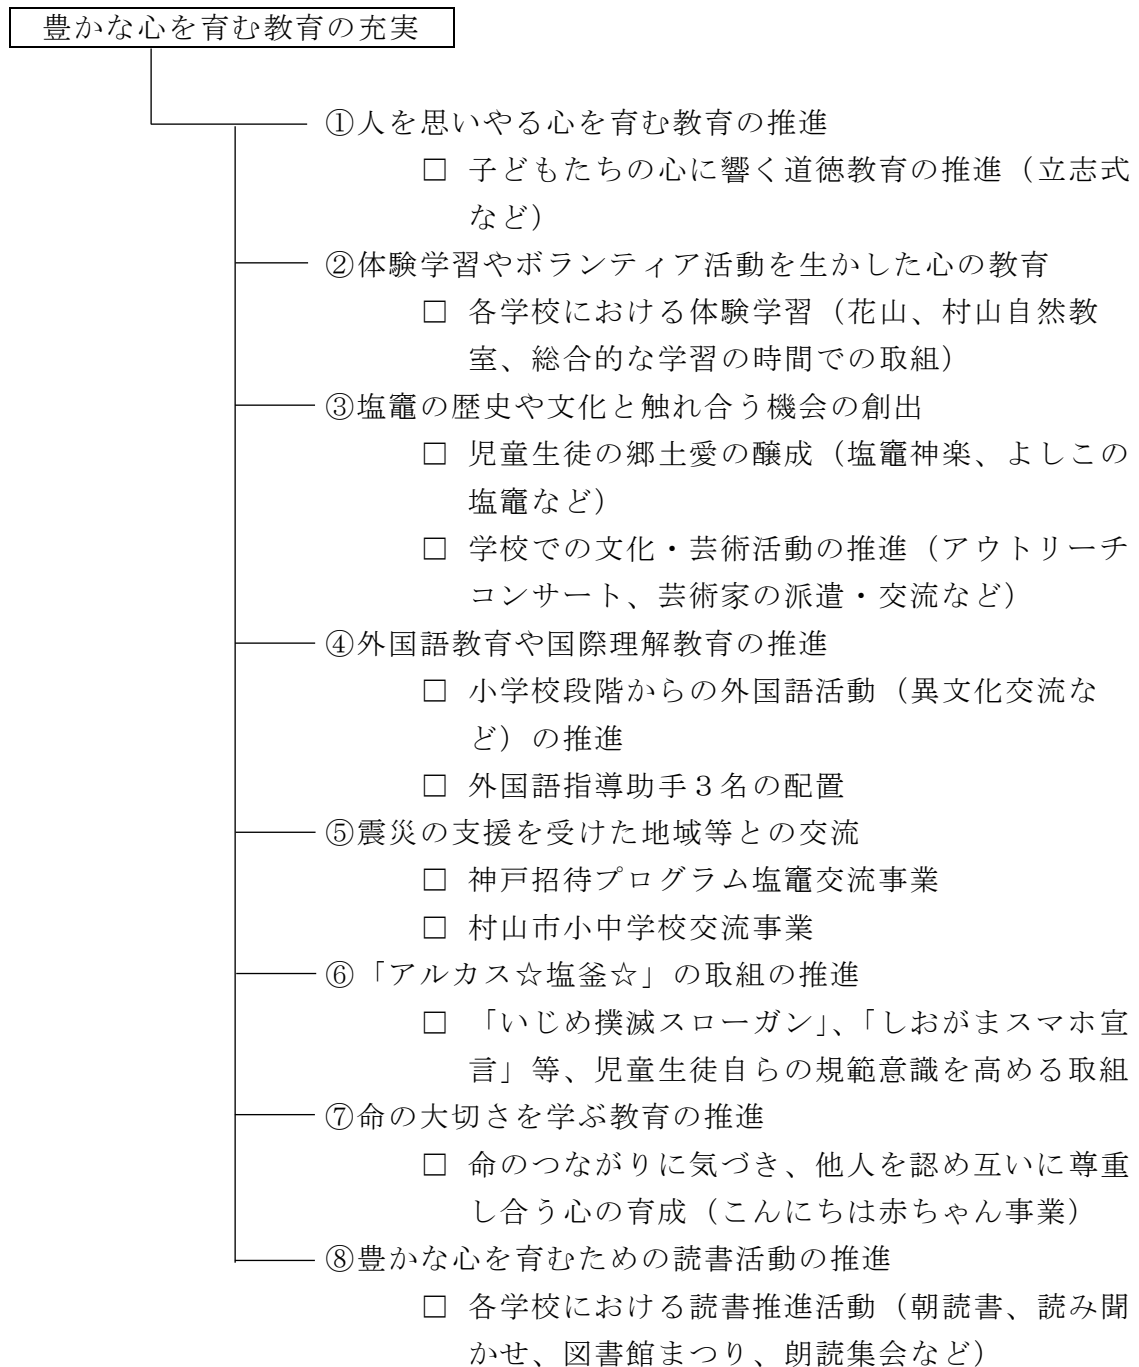 豊かな心を育む教育の充実
①人を思いやる心を育む教育の推進
□ 子どもたちの心に響く道徳教育の推進（立志式
など）
②体験学習やボランティア活動を生かした心の教育
□ 各学校における体験学習（花山、村山自然教
室、総合的な学習の時間での取組）
③塩竈の歴史や文化と触れ合う機会の創出
□ 児童生徒の郷土愛の醸成（塩竈神楽、よしこの
塩竈など）
□ 学校での文化・芸術活動の推進（アウトリーチ
コンサート、芸術家の派遣・交流など）
④外国語教育や国際理解教育の推進
□ 小学校段階からの外国語活動（異文化交流な
ど）の推進
□ 外国語指導助手３名の配置
⑤震災の支援を受けた地域等との交流
□ 神戸招待プログラム塩竈交流事業
□ 村山市小中学校交流事業
⑥「アルカス☆塩釜☆」の取組の推進
□ 「いじめ撲滅スローガン」、「しおがまスマホ宣
言」等、児童生徒自らの規範意識を高める取組
⑦命の大切さを学ぶ教育の推進
□ 命のつながりに気づき、他人を認め互いに尊重
し合う心の育成（こんにちは赤ちゃん事業）
⑧豊かな心を育むための読書活動の推進
□ 各学校における読書推進活動（朝読書、読み聞
かせ、図書館まつり、朗読集会など）